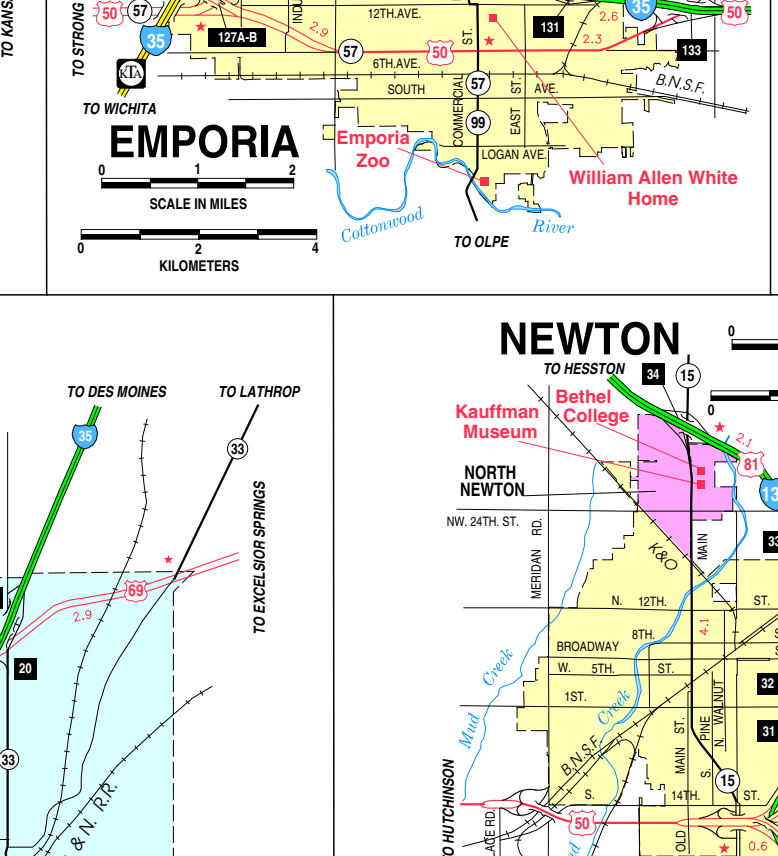 TO KANS
TO STRONG
50
57
35
127A-B
KTA
TO WICHITA
INDU
12TH.AVE.
2.9
57
50
ST.
131
2.6
35
50
2.3
133
6TH.AVE.
B.N.S.F.
SOUTH
AVE.
COMMERCIAL
57
EAST ST.
99
LOGAN AVE.
EMPORIA
Emporia
Zoo
William Allen White
Home
0 1 2
SCALE IN MILES
0 2 4
KILOMETERS
Cottonwood
River
TO OLPE
TO DES MOINES
TO LATHROP
35
33
TO EXCELSIOR SPRINGS
69
2.9
20
33
& N. R.R.
NEWTON
0
0
TO HESSTON
34
15
Bethel
College
Kauffman
Museum
2.1
81
13
NORTH
NEWTON
NW. 24TH. ST.
MERIDAN RD.
K&O
MAIN
33
N. 12TH. ST.
4.1
8TH.
BROADWAY
W. 5TH. ST.
1ST.
Mud Creek
Creek
32
31
B.N.S.F.
MAIN ST.
S. PINE
N. WALNUT
15
S. 14TH. ST.
TO HUTCHINSON
ACE RD.
50
OLD
0.6